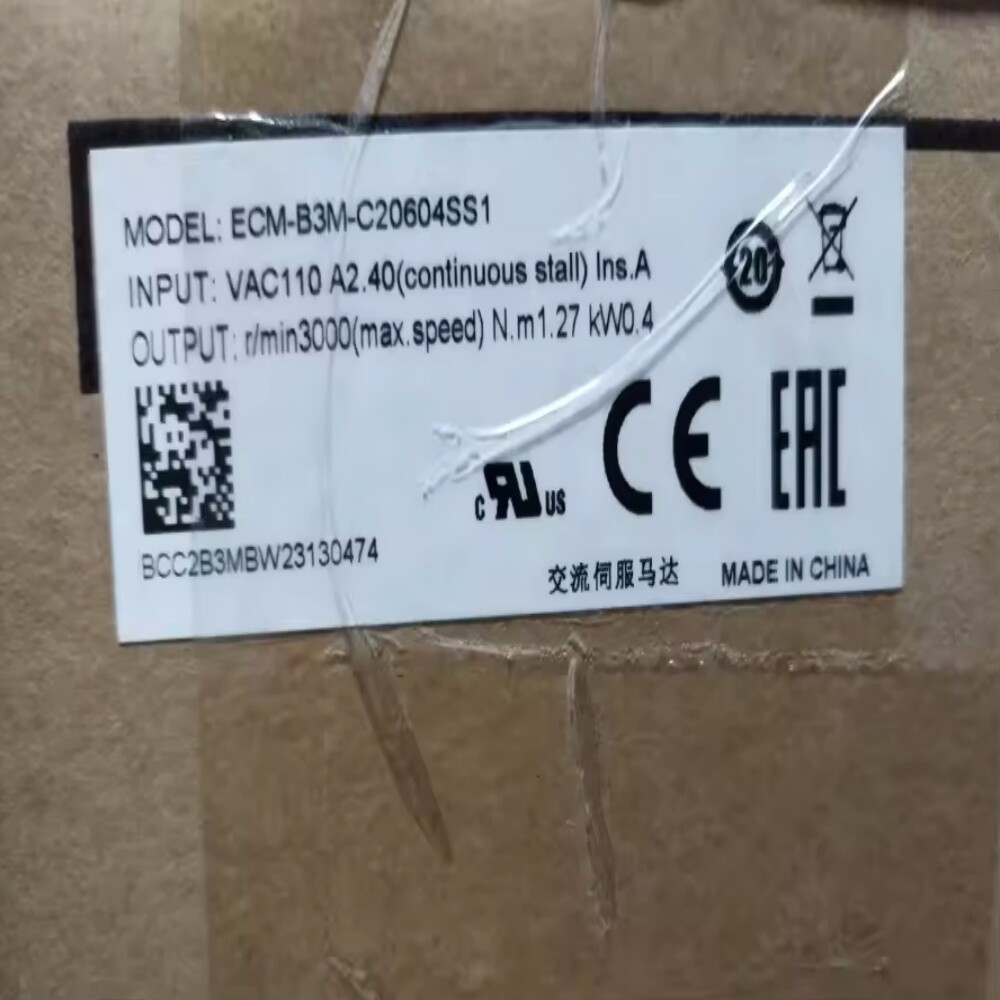 MODEL: ECM-B3M-C20604SS1
INPUT: VAC110 A2.40(continuous stall) Ins.A
OUTPUT: r/min3000(max.speed) N.m1.27 kW0.4
20
CE
EAC
c RU US
BCC2B3MBW23130474
交流伺服马达
MADE IN CHINA